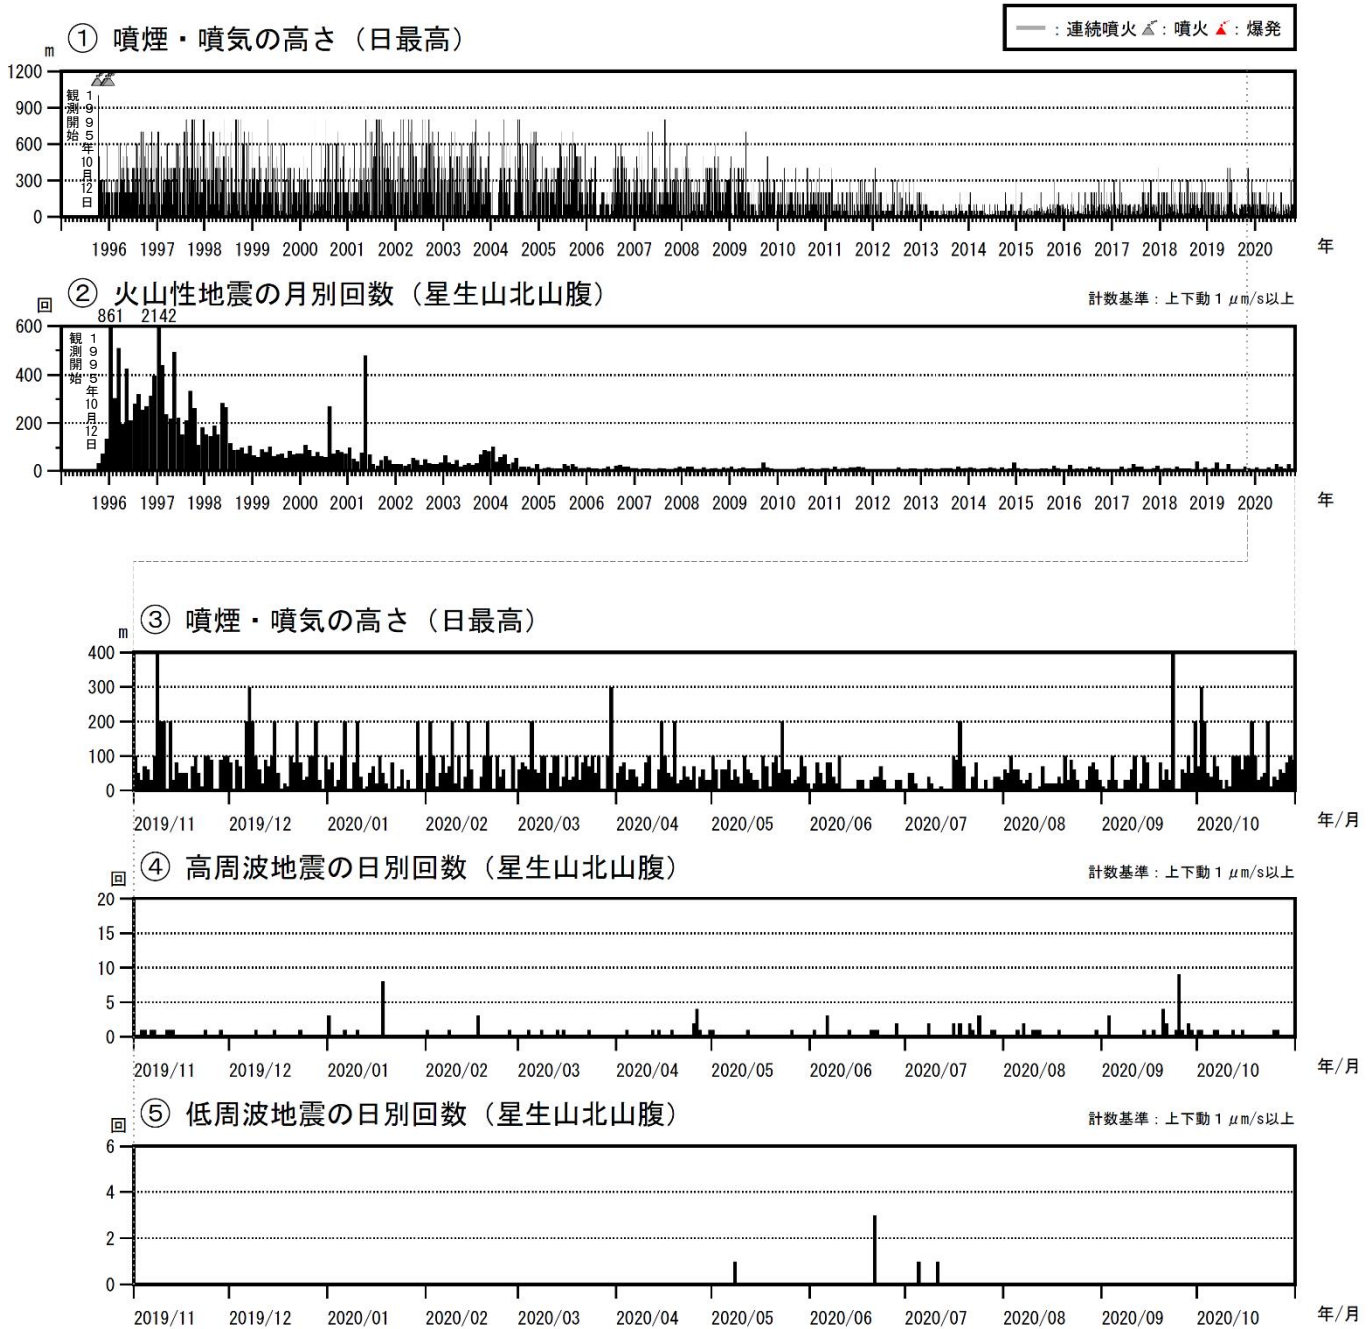 ━ : 連続噴火 : 噴火 : 爆発
① 噴煙・噴気の高さ（日最高）
m
1200
900
600
300
0
観測開始
1995年10月12日
1996 1997 1998 1999 2000 2001 2002 2003 2004 2005 2006 2007 2008 2009 2010 2011 2012 2013 2014 2015 2016 2017 2018 2019 2020 年
② 火山性地震の月別回数（星生山北山腹）
計数基準：上下動１μm/s以上
回
861 2142
600
400
200
0
観測開始
1995年10月12日
1996 1997 1998 1999 2000 2001 2002 2003 2004 2005 2006 2007 2008 2009 2010 2011 2012 2013 2014 2015 2016 2017 2018 2019 2020 年
③ 噴煙・噴気の高さ（日最高）
m
400
300
200
100
0
2019/11 2019/12 2020/01 2020/02 2020/03 2020/04 2020/05 2020/06 2020/07 2020/08 2020/09 2020/10 年/月
④ 高周波地震の日別回数（星生山北山腹）
計数基準：上下動１μm/s以上
回
20
15
10
5
0
2019/11 2019/12 2020/01 2020/02 2020/03 2020/04 2020/05 2020/06 2020/07 2020/08 2020/09 2020/10 年/月
⑤ 低周波地震の日別回数（星生山北山腹）
計数基準：上下動１μm/s以上
回
6
4
2
0
2019/11 2019/12 2020/01 2020/02 2020/03 2020/04 2020/05 2020/06 2020/07 2020/08 2020/09 2020/10 年/月